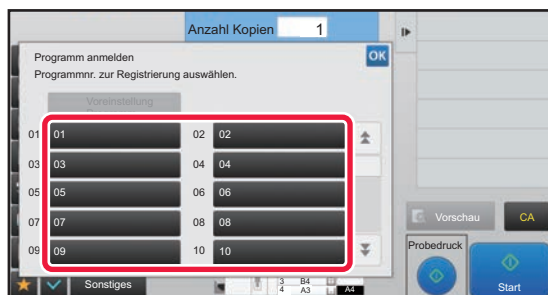 Anzahl Kopien 1
Programm anmelden
OK
Programmnr. zur Registrierung auswählen.
Voreinstellung
01 01 02 02
03 03 04 04
05 05 06 06
07 07 08 08
09 09 10 10
Vorschau CA
Probedruck
Start
Sonstiges
3 B4
4 A3 A4